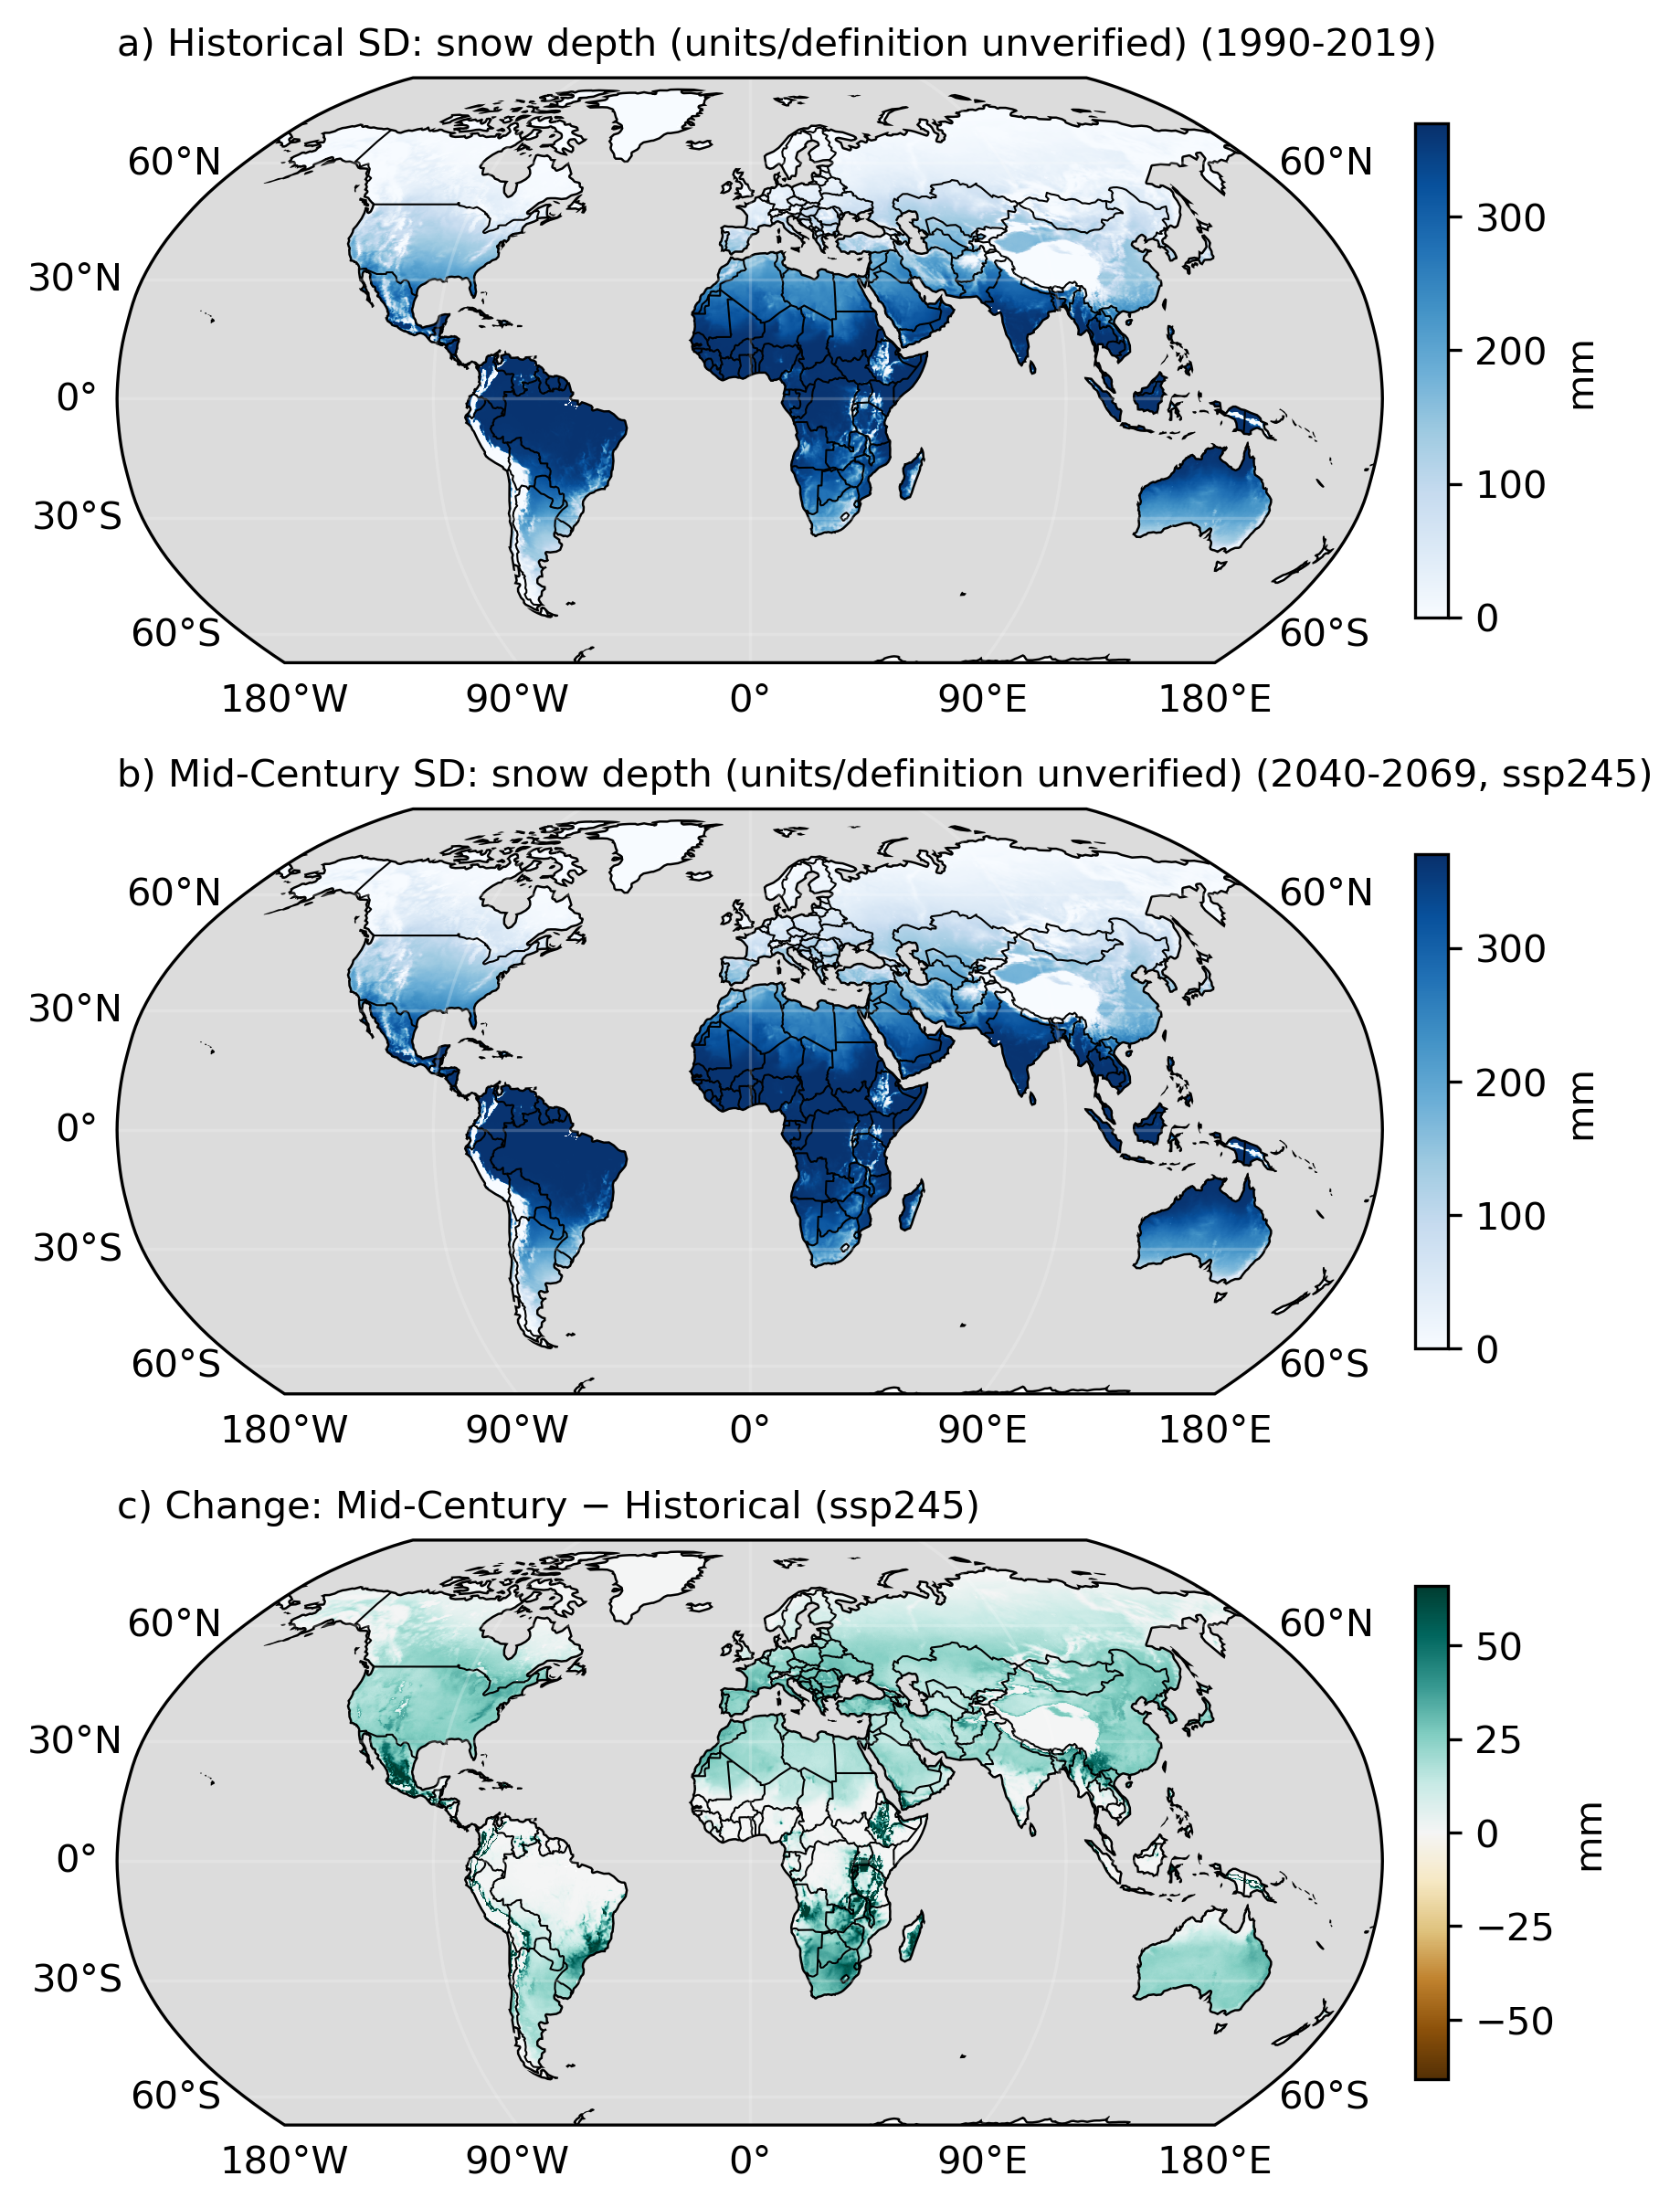 a) Historical SD: snow depth (units/definition unverified) (1990-2019)
60°N 60°N
30°N
0°
30°S
60°S 60°S
180°W 90°W 0° 90°E 180°E
300
200
100
0
mm
b) Mid-Century SD: snow depth (units/definition unverified) (2040-2069, ssp245)
60°N 60°N
30°N
0°
30°S
60°S 60°S
180°W 90°W 0° 90°E 180°E
300
200
100
0
mm
c) Change: Mid-Century − Historical (ssp245)
60°N 60°N
30°N
0°
30°S
60°S 60°S
180°W 90°W 0° 90°E 180°E
50
25
0
−25
−50
mm